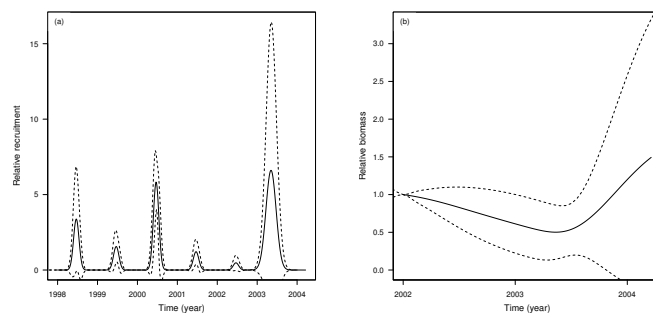 (a)
Relative recruitment
15
10
5
0
1998 1999 2000 2001 2002 2003 2004
Time (year)
(b)
Relative biomass
3.0
2.5
2.0
1.5
1.0
0.5
0.0
2002 2003 2004
Time (year)